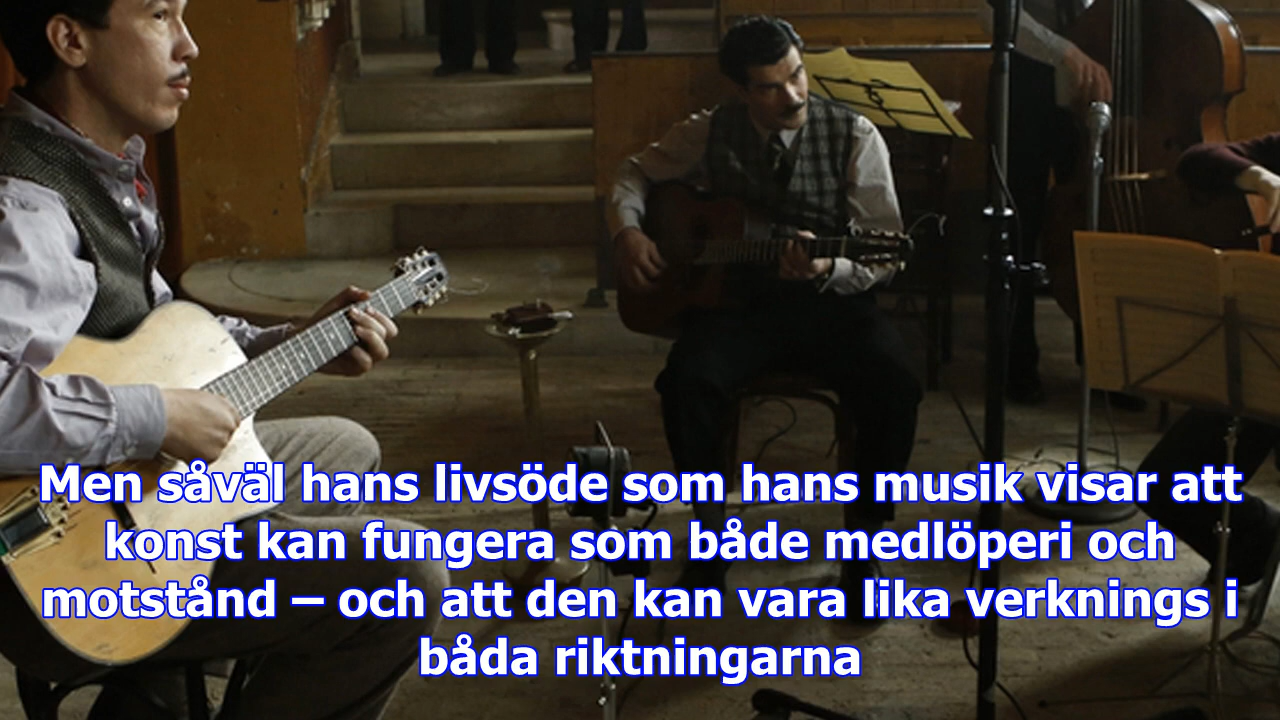 Men såväl hans livsöde som hans musik visar att
konst kan fungera som både medlöperi och
motstånd – och att den kan vara lika verknings i
båda riktningarna